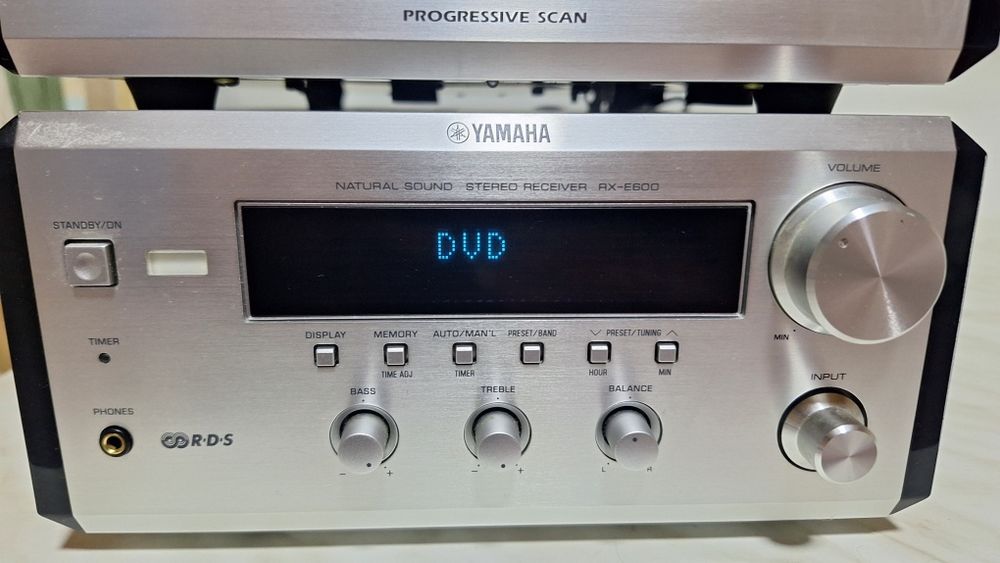 PROGRESSIVE SCAN
YAMAHA
VOLUME
NATURAL SOUND STEREO RECEIVER RX-E600
STANDBY/ON
DVD
MIN
DISPLAY MEMORY AUTO/MAN'L PRESET/BAND PRESET/TUNING
TIMER
TIME ADJ TIMER HOUR MIN
BASS TREBLE BALANCE INPUT
PHONES
R·D·S
- + - + L R